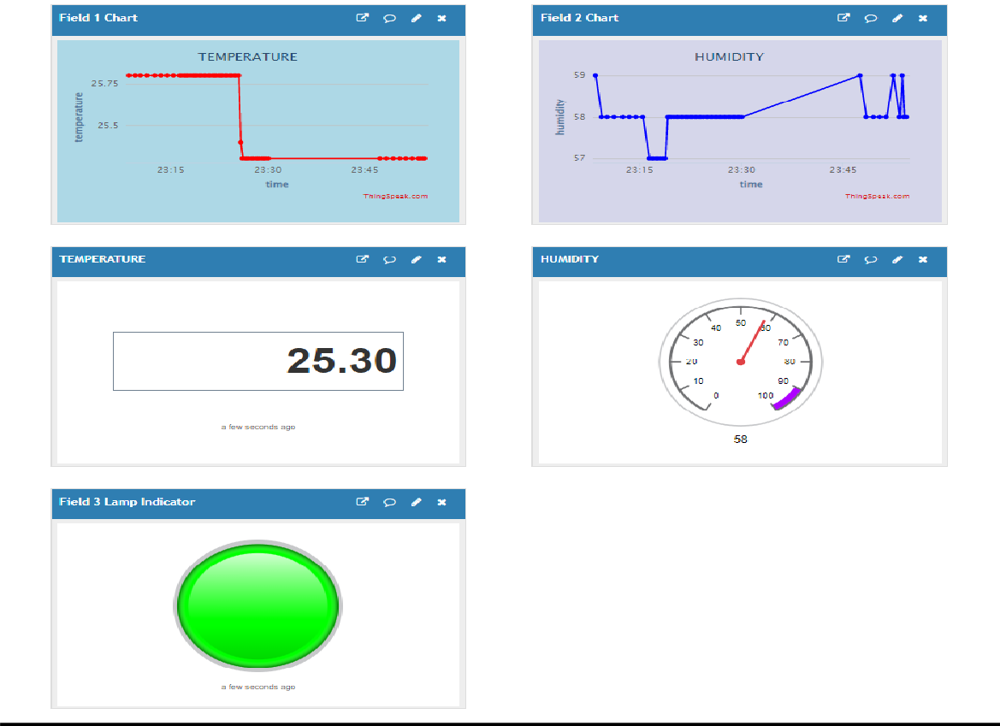 Field 1 Chart
TEMPERATURE
25.75
25.5
temperature
23:15 23:30 23:45
time
ThingSpeak.com
Field 2 Chart
HUMIDITY
59
58
57
humidity
23:15 23:30 23:45
time
ThingSpeak.com
TEMPERATURE
25.30
a few seconds ago
HUMIDITY
0
10
20
30
40
50
60
70
80
90
100
58
Field 3 Lamp Indicator
a few seconds ago